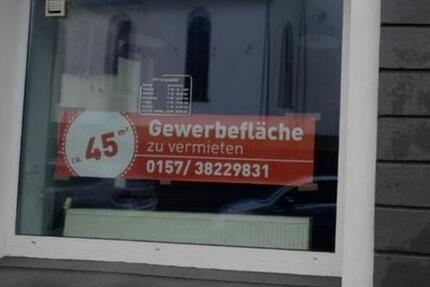 ca. 45 m²
Gewerbefläche
zu vermieten
0157/ 38229831